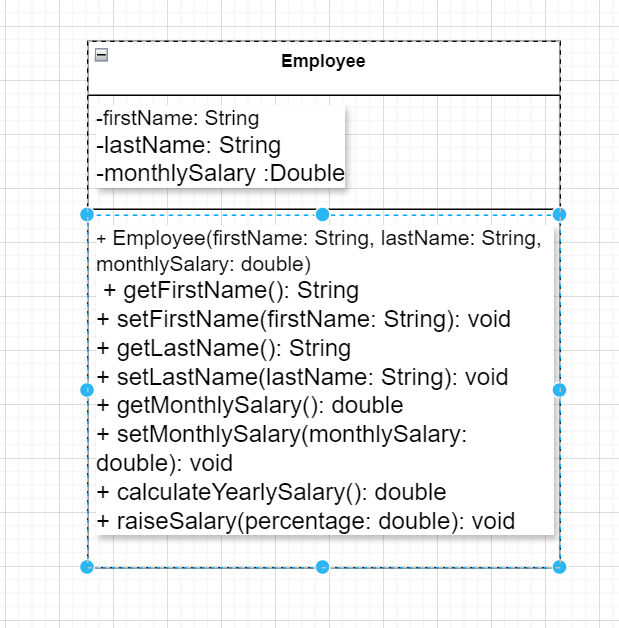 Employee
-firstName: String
-lastName: String
-monthlySalary :Double
+ Employee(firstName: String, lastName: String,
monthlySalary: double)
+ getFirstName(): String
+ setFirstName(firstName: String): void
+ getLastName(): String
+ setLastName(lastName: String): void
+ getMonthlySalary(): double
+ setMonthlySalary(monthlySalary:
double): void
+ calculateYearlySalary(): double
+ raiseSalary(percentage: double): void